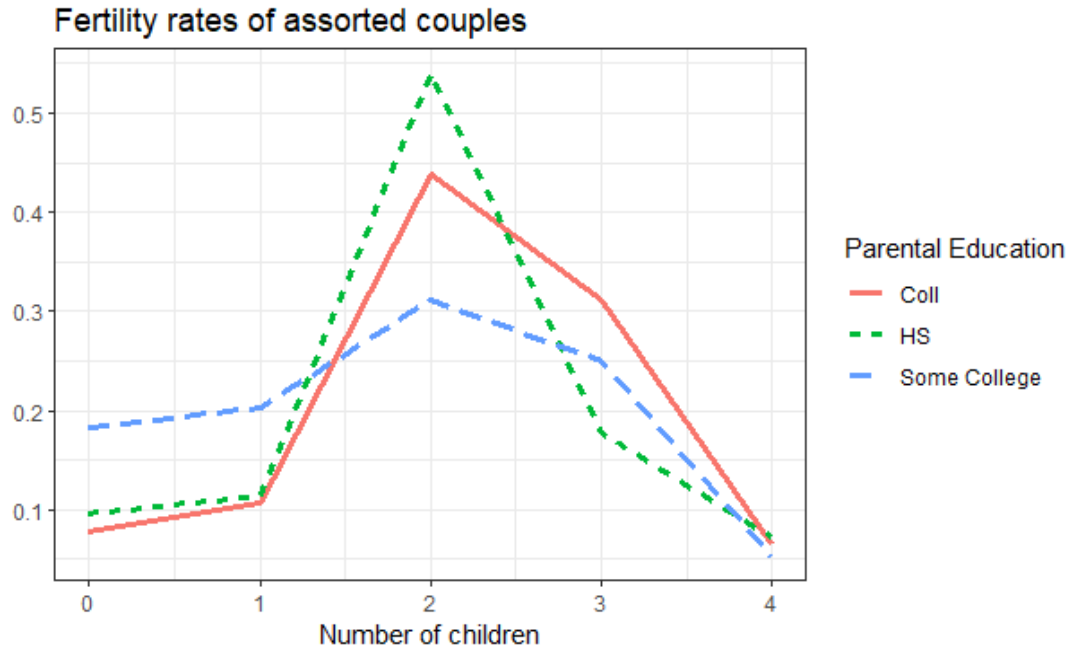 Fertility rates of assorted couples
0.5
0.4
0.3
0.2
0.1
0 1 2 3 4
Number of children
Parental Education
Coll
HS
Some College